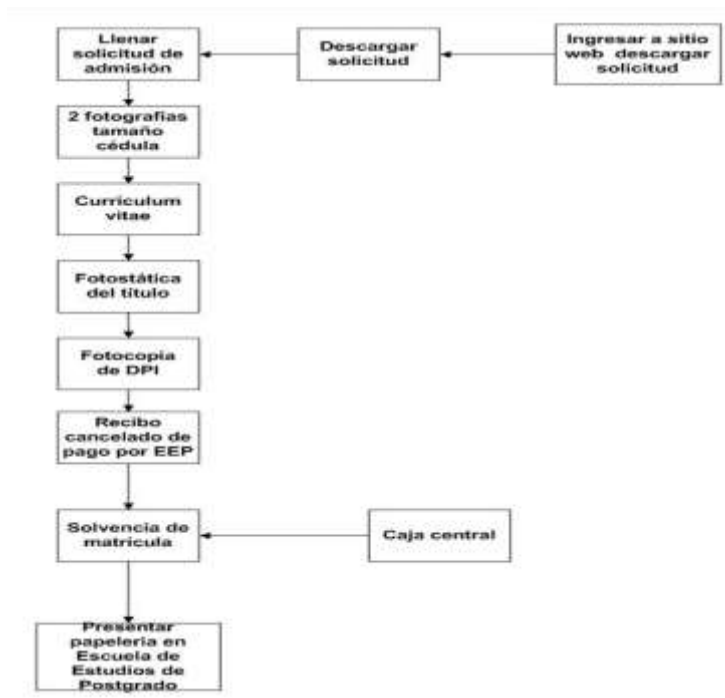 Llenar
solicitud de
admisión
Descargar
solicitud
Ingresar a sitio
web descargar
solicitud
2 fotografias
tamaño
cédula
Curriculum
vitae
Fotostática
del título
Fotocopia
de DPI
Recibo
cancelado de
pago por EEP
Solvencia de
matricula
Caja central
Presentar
papeleria en
Escuela de
Estudios de
Postgrado